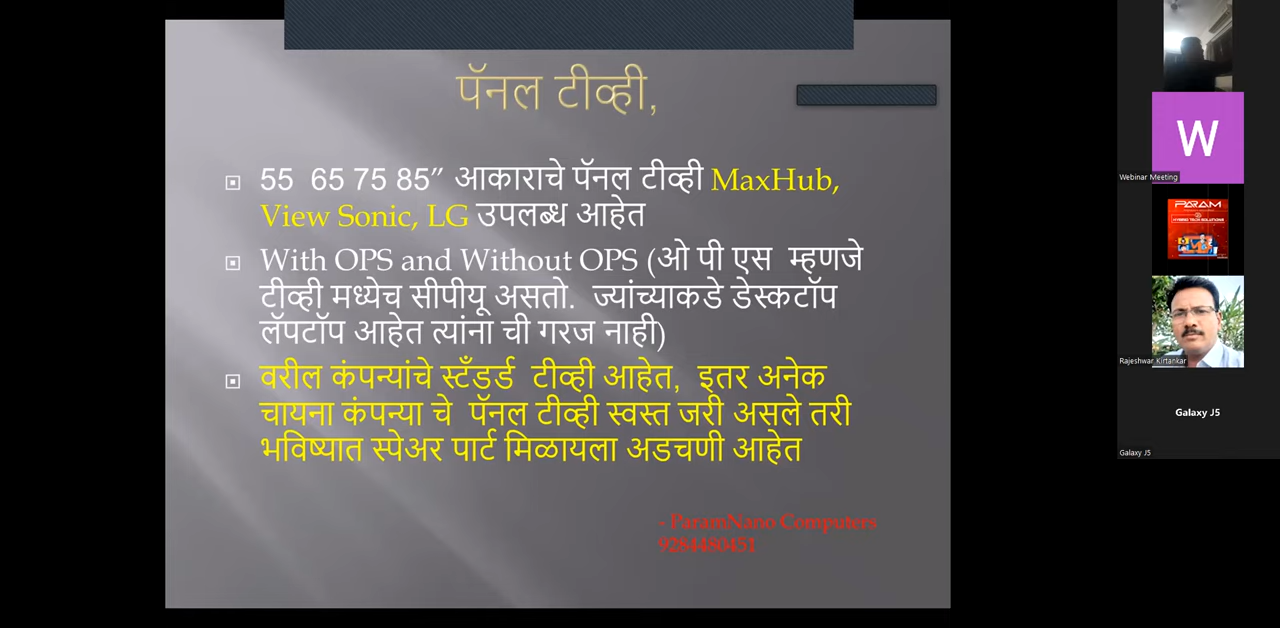 पॅनल टीव्ही,
55 65 75 85" आकाराचे पॅनल टीव्ही MaxHub,
View Sonic, LG उपलब्ध आहेत
With OPS and Without OPS (ओ पी एस म्हणजे
टीव्ही मध्येच सीपीयू असतो. ज्यांच्याकडे डेस्कटॉप
लॅपटॉप आहेत त्यांना ची गरज नाही)
वरील कंपन्यांचे स्टँडर्ड टीव्ही आहेत, इतर अनेक
चायना कंपन्या चे पॅनल टीव्ही स्वस्त जरी असले तरी
भविष्यात स्पेअर पार्ट मिळायला अडचणी आहेत
- ParamNano Computers
9284480451
W
Webinar Meeting
PARAM
Rajeshwar Kirtankar
Galaxy J5
Galaxy J5